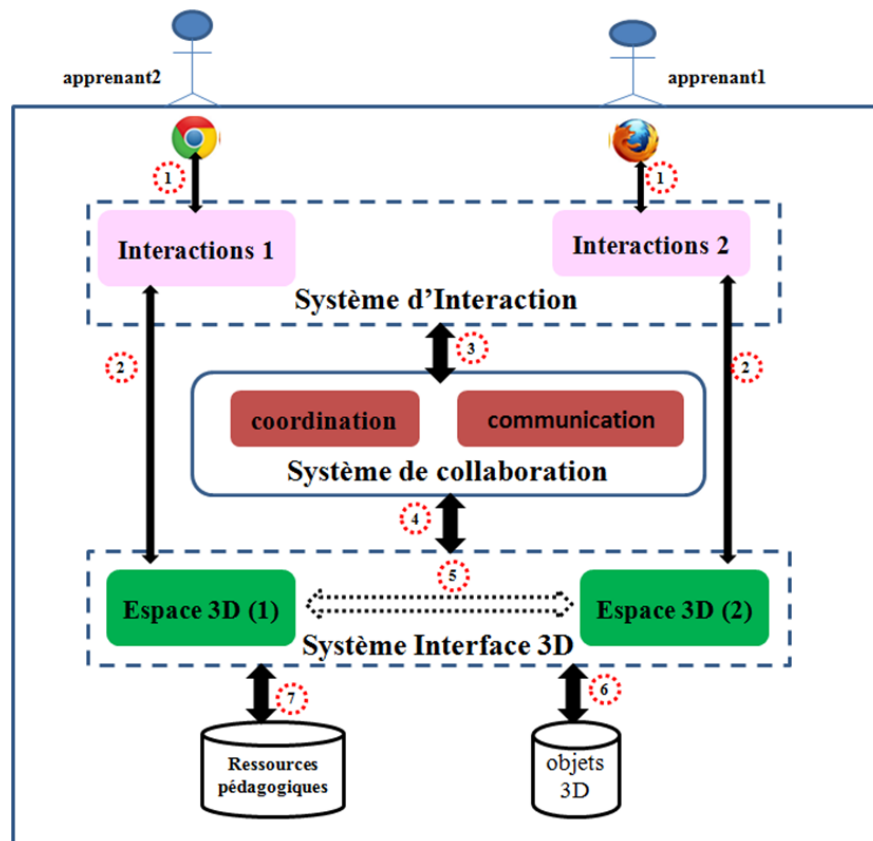 apprenant2
apprenant1
1
1
Interactions 1
Interactions 2
Système d’Interaction
3
2
2
coordination
communication
Système de collaboration
4
5
Espace 3D (1)
Espace 3D (2)
Système Interface 3D
7
6
Ressources
pédagogiques
objets
3D